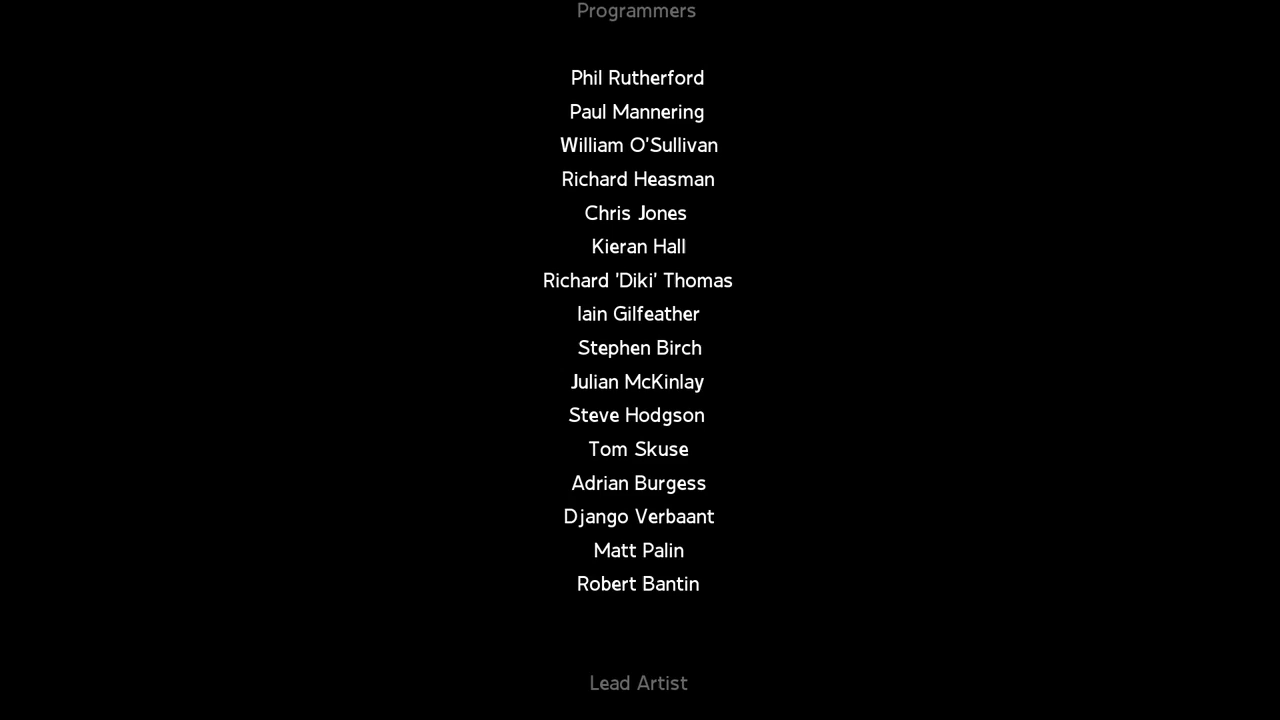 Programmers
Phil Rutherford
Paul Mannering
William O'Sullivan
Richard Heasman
Chris Jones
Kieran Hall
Richard 'Diki' Thomas
Iain Gilfeather
Stephen Birch
Julian McKinlay
Steve Hodgson
Tom Skuse
Adrian Burgess
Django Verbaant
Matt Palin
Robert Bantin
Lead Artist